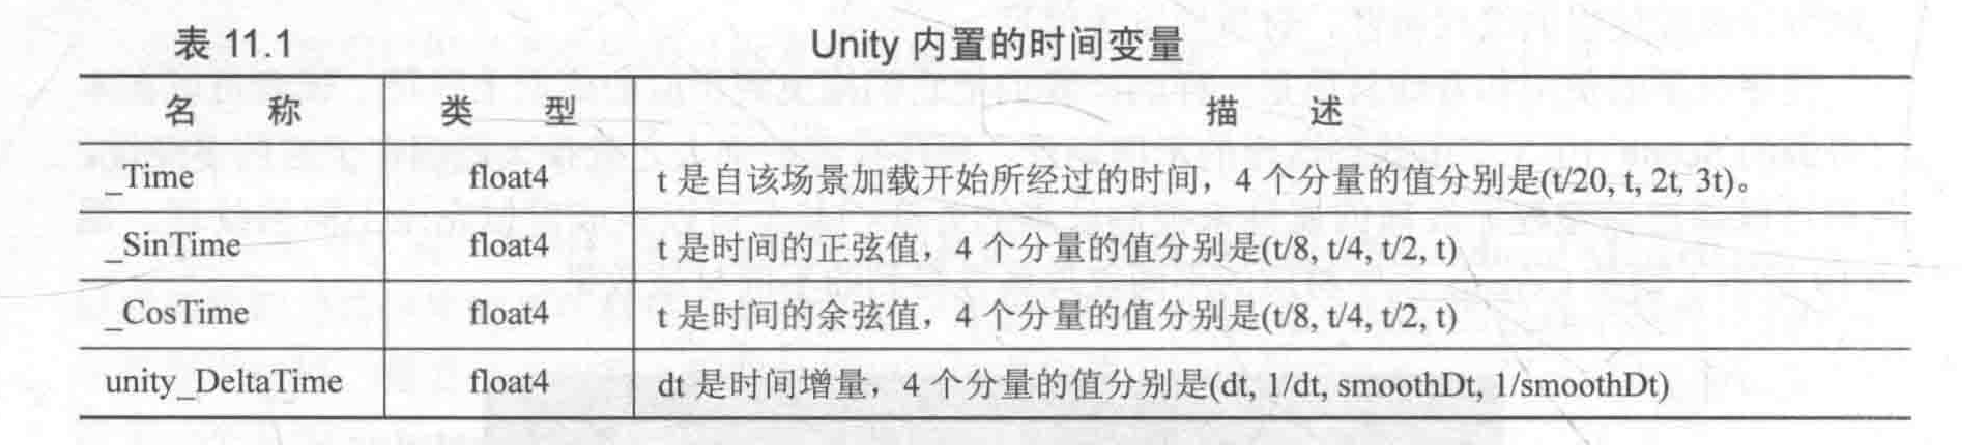 表 11.1 Unity 内置的时间变量
名 称 类 型 描 述
_Time float4 t 是自该场景加载开始所经过的时间，4 个分量的值分别是(t/20, t, 2t, 3t)。
_SinTime float4 t 是时间的正弦值，4 个分量的值分别是(t/8, t/4, t/2, t)
_CosTime float4 t 是时间的余弦值，4 个分量的值分别是(t/8, t/4, t/2, t)
unity_DeltaTime float4 dt 是时间增量，4 个分量的值分别是(dt, 1/dt, smoothDt, 1/smoothDt)